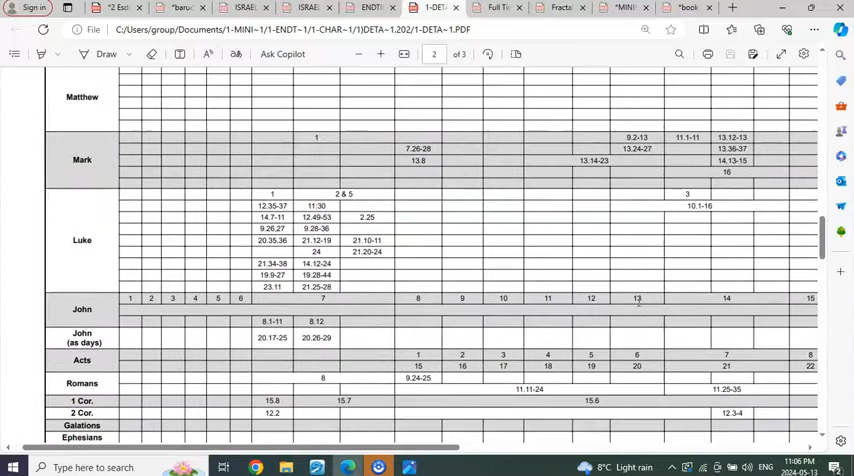 Sign in
*2 Esd
*baruc
ISRAEL
ISRAEL
ENDTI
1-DETA
Full Tim
Fractal
*MINIS
*book
C:/Users/group/Documents/1-MINI~1/1-ENDT~1/1-CHAR~1/1)DETA~1.202/1-DETA~1.PDF
Draw
Ask Copilot
2
of 3
Matthew
1 9.2-13 11.1-11 13.12-13
7.26-28 13.24-27 13.36-37
Mark 13.8 13.14-23 14.13-15
16
1 2 & 5 3
12.35-37 11:30 10.1-16
14.7-11 12.49-53 2.25
9.26,27 9.28-36
Luke 20.35,36 21.12-19 21.10-11
24 21.20-24
21.34-38 14.12-24
19.9-27 19.28-44
23.11 21.25-28
1 2 3 4 5 6 7 8 9 10 11 12 13 14 15
John
8.1-11 8.12
John
(as days) 20.17-25 20.26-29
1 2 3 4 5 6 7 8
Acts 15 16 17 18 19 20 21 22
Romans 8 9.24-25
11.11-24 11.25-35
1 Cor. 15.8 15.7 15.6
2 Cor. 12.2 12.3-4
Galations
Ephesians
Type here to search
8°C Light rain
ENG
11:06 PM
2024-05-13